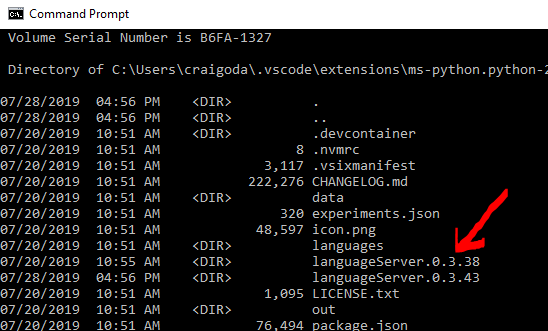 Command Prompt
Volume Serial Number is B6FA-1327
Directory of C:\Users\craigoda\.vscode\extensions\ms-python.python-2
07/28/2019 04:56 PM <DIR> .
07/28/2019 04:56 PM <DIR> ..
07/20/2019 10:51 AM <DIR> .devcontainer
07/20/2019 10:51 AM 8 .nvmrc
07/20/2019 10:51 AM 3,117 .vsixmanifest
07/20/2019 10:51 AM 222,276 CHANGELOG.md
07/20/2019 10:51 AM <DIR> data
07/20/2019 10:51 AM 320 experiments.json
07/20/2019 10:51 AM 48,597 icon.png
07/20/2019 10:51 AM <DIR> languages
07/20/2019 10:55 AM <DIR> languageServer.0.3.38
07/28/2019 04:56 PM <DIR> languageServer.0.3.43
07/20/2019 10:51 AM 1,095 LICENSE.txt
07/20/2019 10:51 AM <DIR> out
07/20/2019 10:51 AM 76,494 package.json